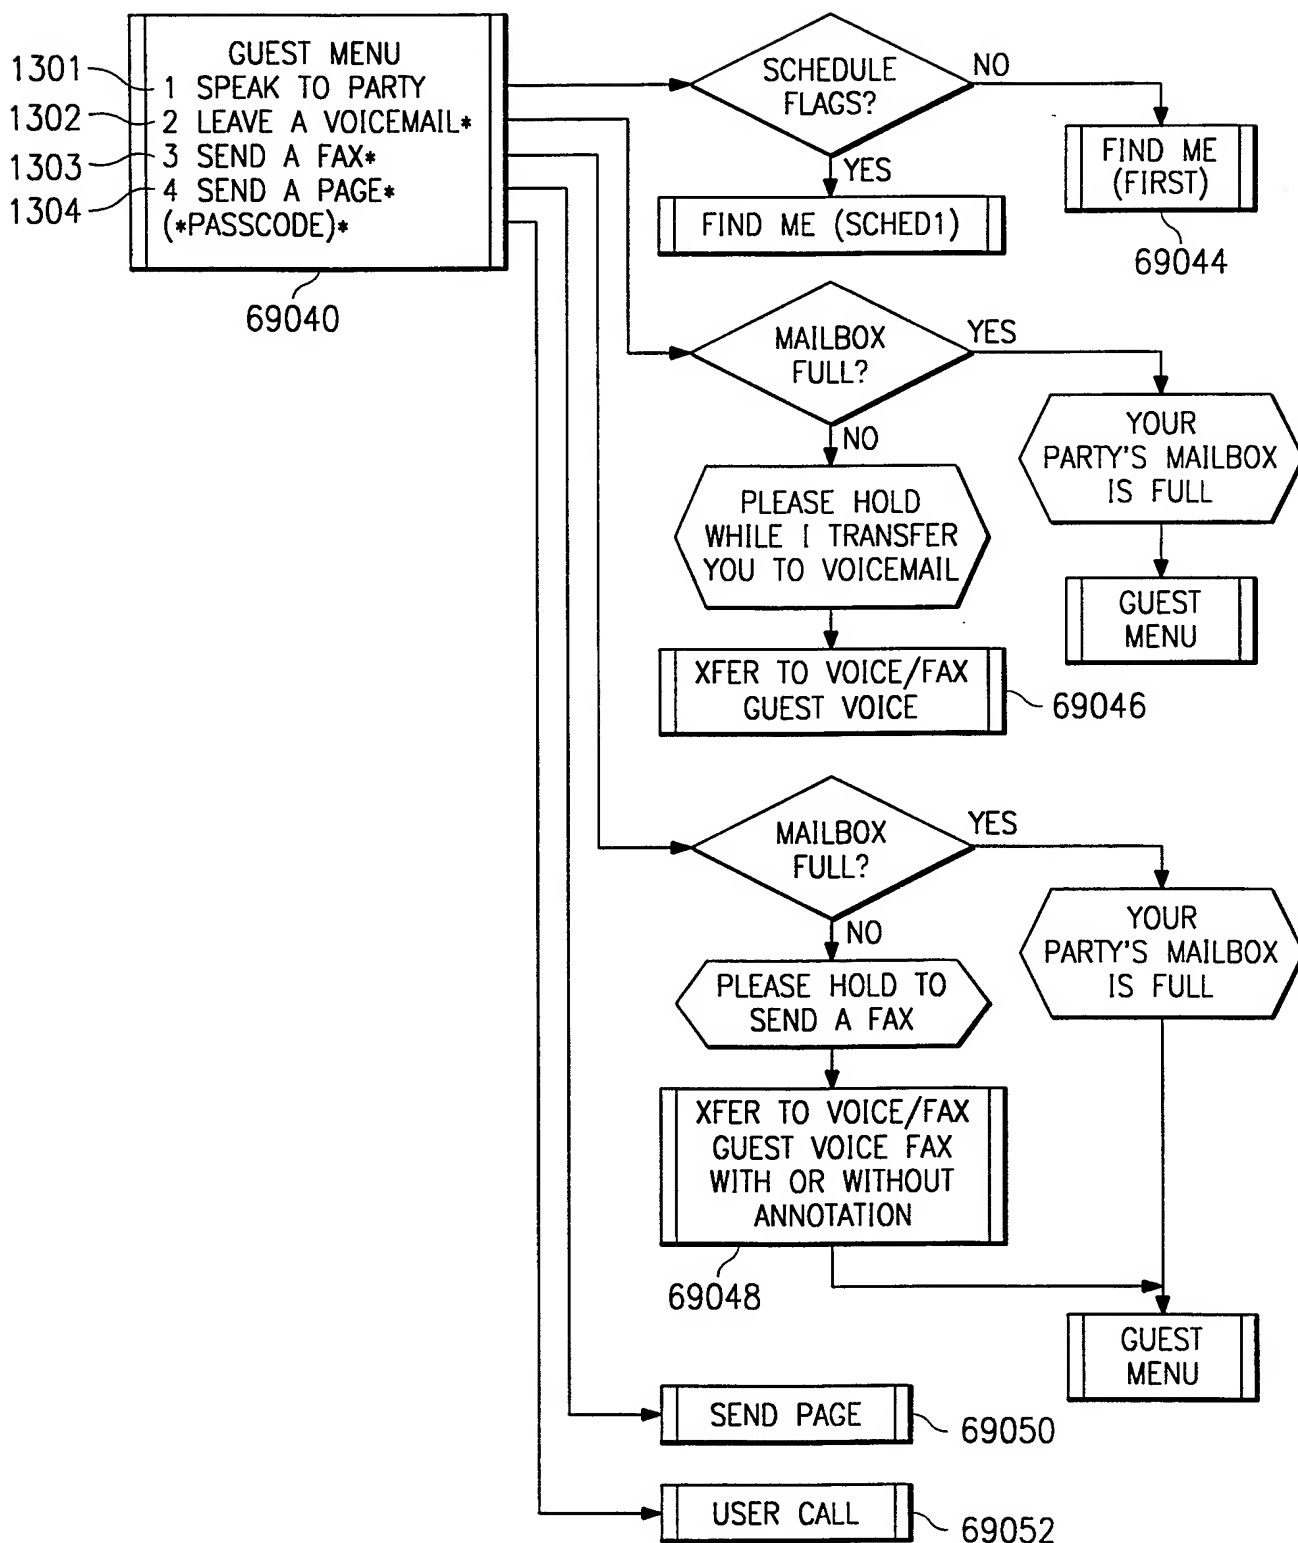 GUEST MENU
1301
1 SPEAK TO PARTY
1302
2 LEAVE A VOICEMAIL*
1303
3 SEND A FAX*
1304
4 SEND A PAGE*
(*PASSCODE)*
69040
SCHEDULE
FLAGS?
NO
YES
FIND ME
(FIRST)
69044
FIND ME (SCHED1)
MAILBOX
FULL?
YES
NO
YOUR
PARTY'S MAILBOX
IS FULL
GUEST
MENU
PLEASE HOLD
WHILE I TRANSFER
YOU TO VOICEMAIL
XFER TO VOICE/FAX
GUEST VOICE
69046
MAILBOX
FULL?
YES
NO
YOUR
PARTY'S MAILBOX
IS FULL
PLEASE HOLD TO
SEND A FAX
XFER TO VOICE/FAX
GUEST VOICE FAX
WITH OR WITHOUT
ANNOTATION
69048
GUEST
MENU
SEND PAGE
69050
USER CALL
69052